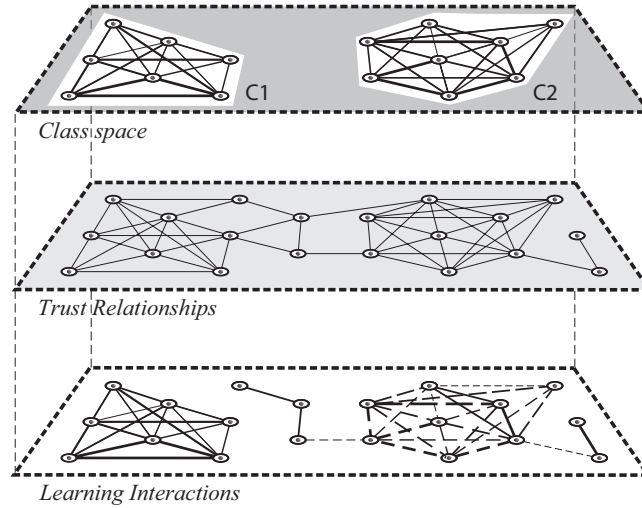 C1
C2
Class space
Trust Relationships
Learning Interactions